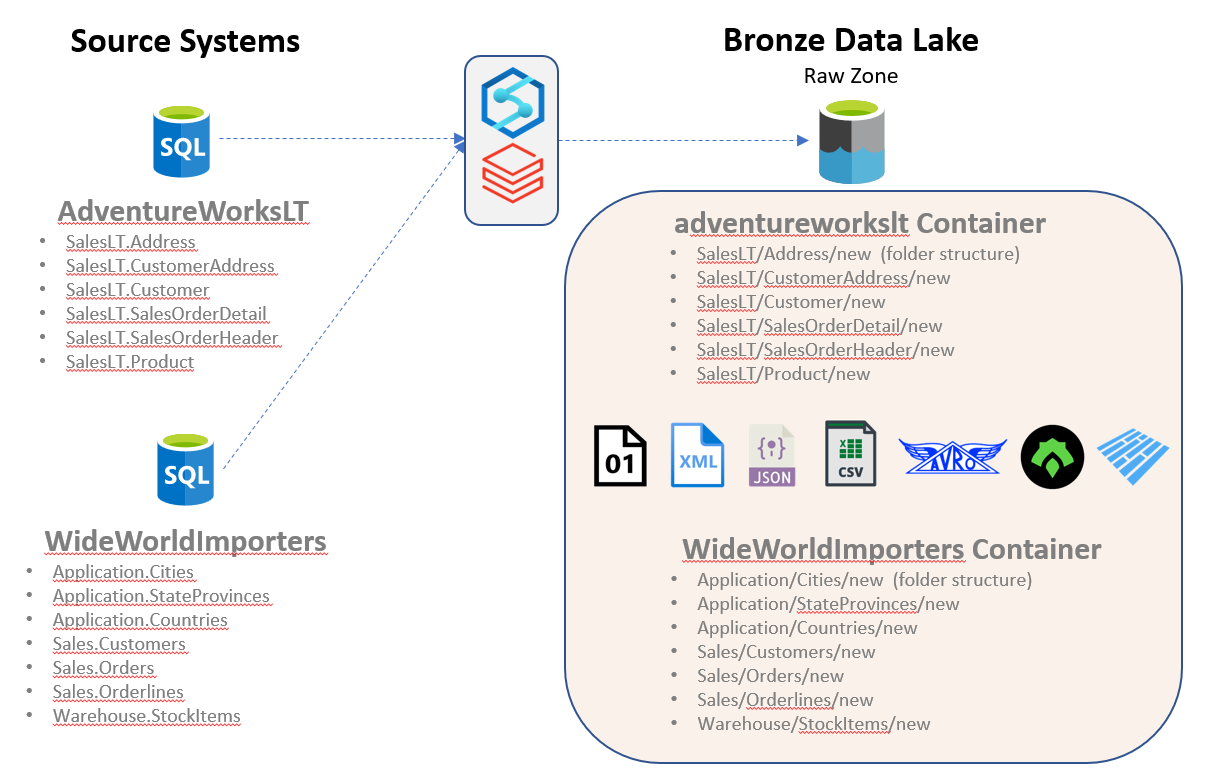 Source Systems
SQL
AdventureWorksLT
• SalesLT.Address
• SalesLT.CustomerAddress
• SalesLT.Customer
• SalesLT.SalesOrderDetail
• SalesLT.SalesOrderHeader
• SalesLT.Product
SQL
WideWorldImporters
• Application.Cities
• Application.StateProvinces
• Application.Countries
• Sales.Customers
• Sales.Orders
• Sales.Orderlines
• Warehouse.StockItems
Bronze Data Lake
Raw Zone
adventureworkslt Container
• SalesLT/Address/new (folder structure)
• SalesLT/CustomerAddress/new
• SalesLT/Customer/new
• SalesLT/SalesOrderDetail/new
• SalesLT/SalesOrderHeader/new
• SalesLT/Product/new
01
XML
{•}
JSON
CSV
AVRO
WideWorldImporters Container
• Application/Cities/new (folder structure)
• Application/StateProvinces/new
• Application/Countries/new
• Sales/Customers/new
• Sales/Orders/new
• Sales/Orderlines/new
• Warehouse/StockItems/new